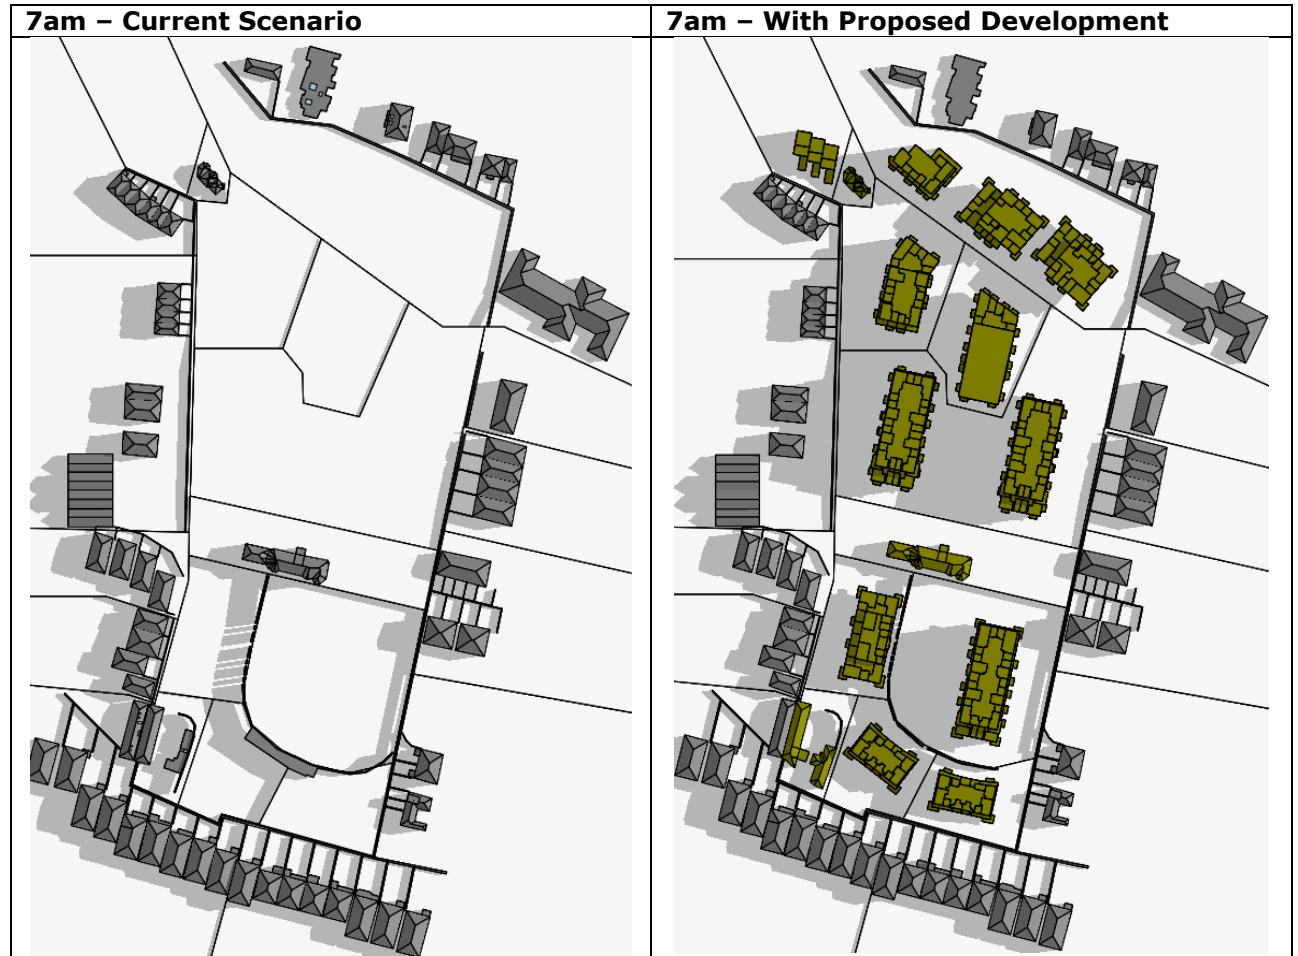 7am – Current Scenario
7am – With Proposed Development